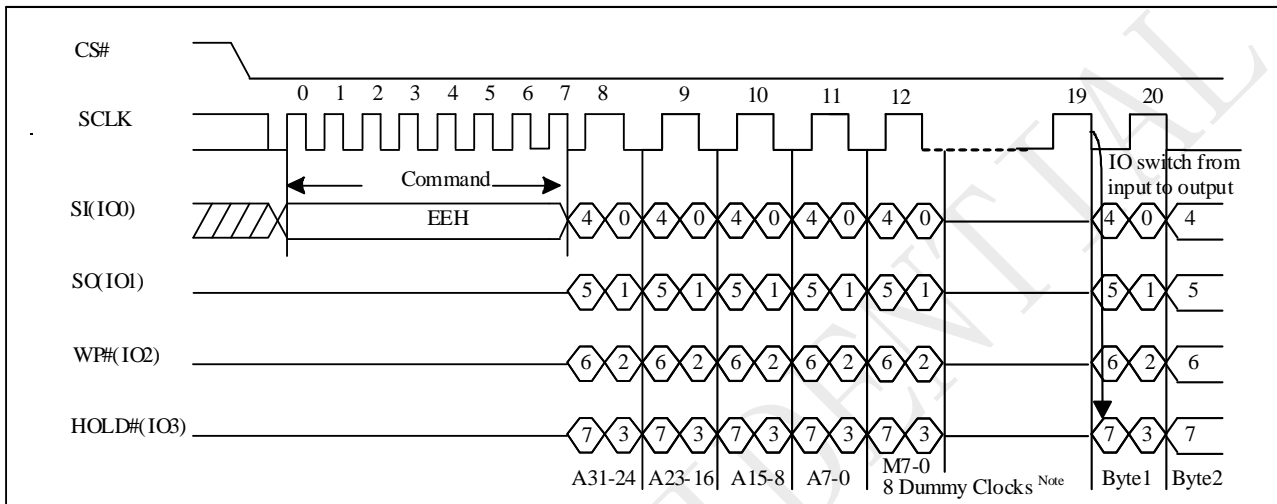 CS#
0 1 2 3 4 5 6 7 8 9 10 11 12 19 20
SCLK
IO switch from
input to output
Command
SI(IO0) EEH 4 0 4 0 4 0 4 0 4 0 4 0 4
SO(IO1) 5 1 5 1 5 1 5 1 5 1 5 1 5
WP#(IO2) 6 2 6 2 6 2 6 2 6 2 6 2 6
HOLD#(IO3) 7 3 7 3 7 3 7 3 7 3 7 3 7
A31-24 A23-16 A15-8 A7-0 M7-0 Byte1 Byte2
8 Dummy Clocks Note
DENTIAL